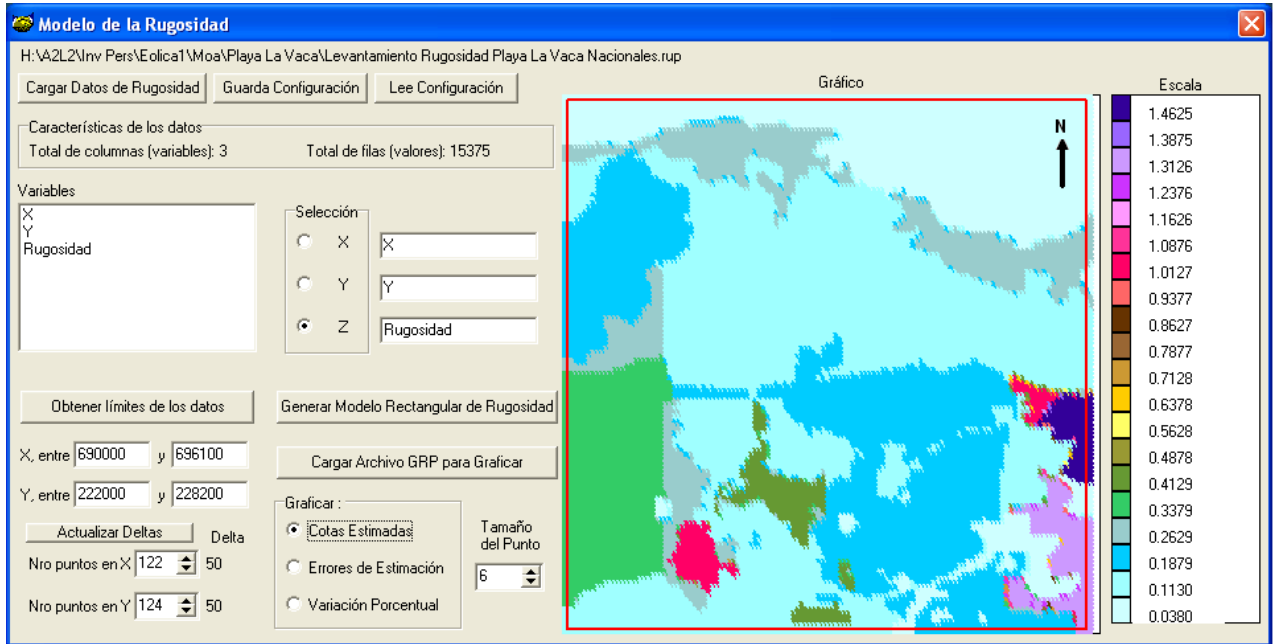 Modelo de la Rugosidad
H:\A2L2\Inv Pers\Eolica1\Moa\Playa La Vaca\Levantamiento Rugosidad Playa La Vaca Nacionales.rup
Cargar Datos de Rugosidad
Guarda Configuración
Lee Configuración
Características de los datos
Total de columnas (variables): 3
Total de filas (valores): 15375
Variables
X
Y
Rugosidad
Selección
X
X
Y
Y
Z
Rugosidad
Obtener límites de los datos
Generar Modelo Rectangular de Rugosidad
X, entre 690000 y 696100
Cargar Archivo GRP para Graficar
Y, entre 222000 y 228200
Actualizar Deltas
Delta
Nro puntos en X 122 50
Nro puntos en Y 124 50
Graficar :
Cotas Estimadas
Errores de Estimación
Variación Porcentual
Tamaño
del Punto
6
Gráfico
N
Escala
1.4625
1.3875
1.3126
1.2376
1.1626
1.0876
1.0127
0.9377
0.8627
0.7877
0.7128
0.6378
0.5628
0.4878
0.4129
0.3379
0.2629
0.1879
0.1130
0.0380